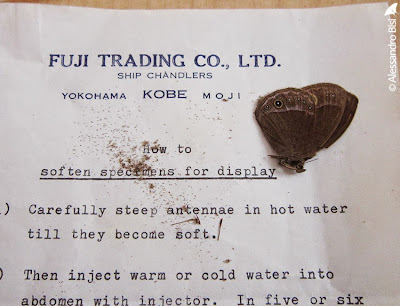 FUJI TRADING CO., LTD.
SHIP CHANDLERS
YOKOHAMA KOBE MOJI
How to
soften specimens for display
) Carefully steep antennae in hot water
till they become soft.
) Then inject warm or cold water into
abdomen with injector. In five or six
© Alessandro Bisi